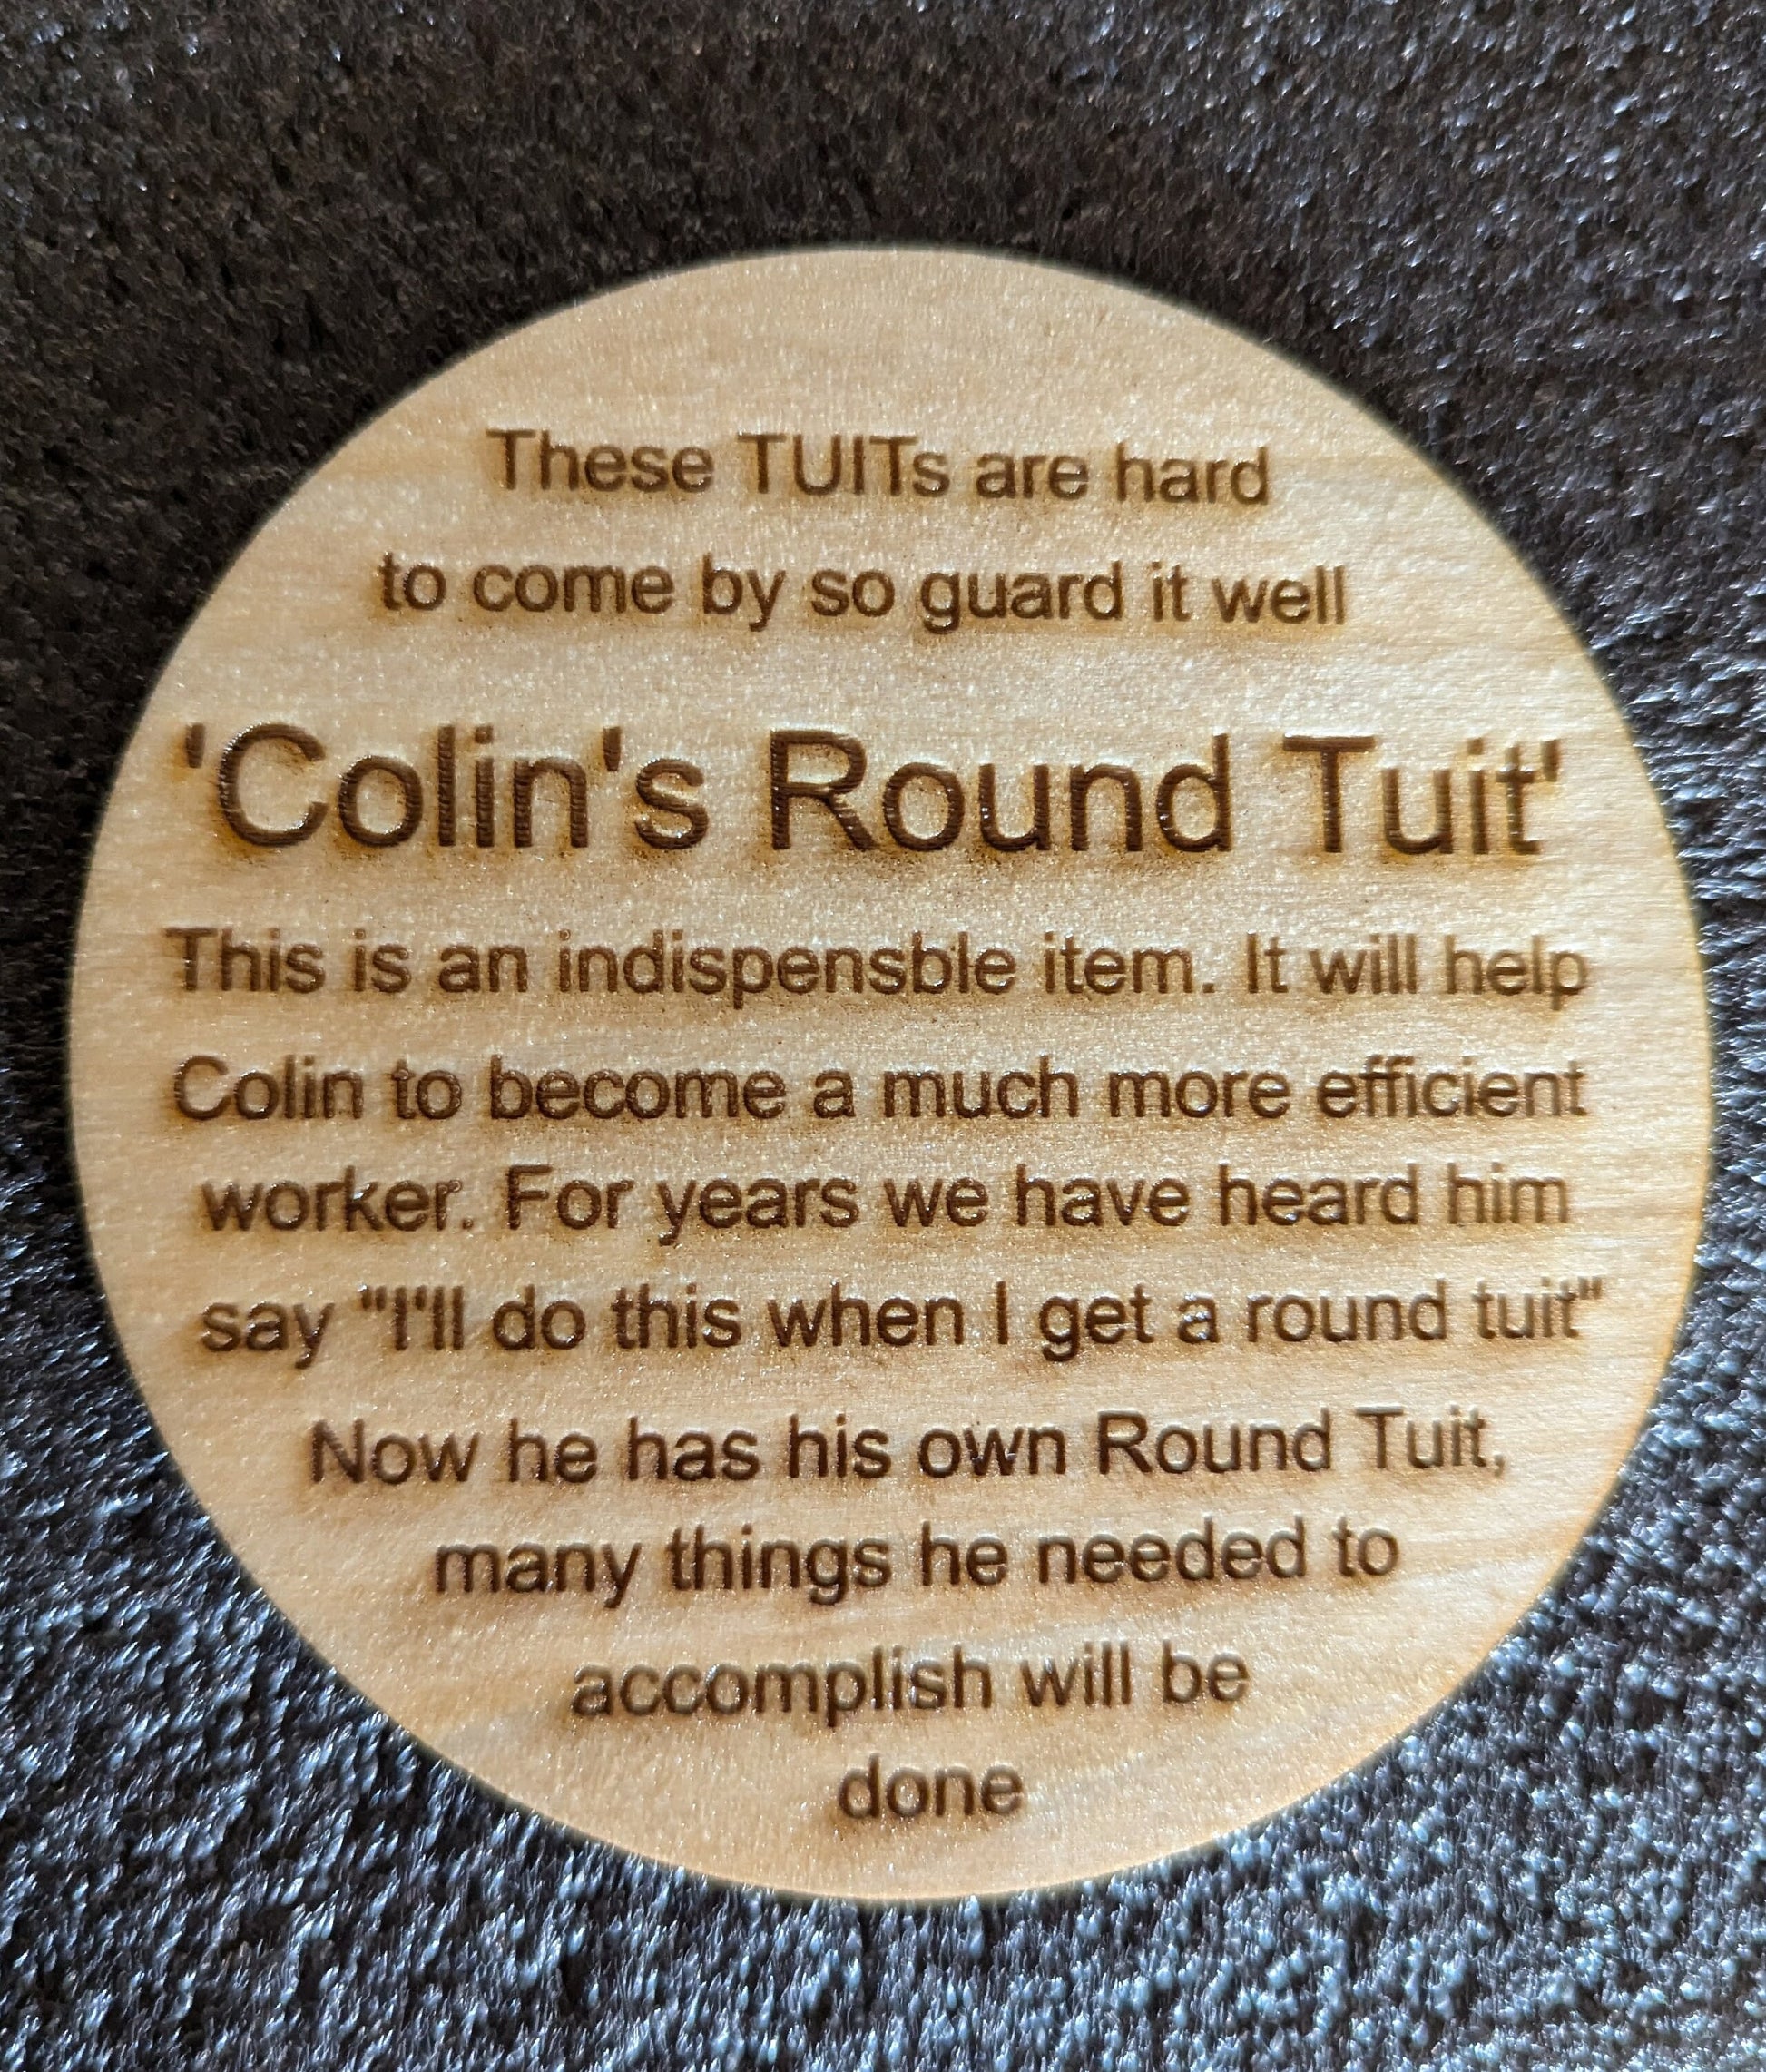 These TUITs are hard
to come by so guard it well
'Colin's Round Tuit'
This is an indispensble item. It will help
Colin to become a much more efficient
worker. For years we have heard him
say "I'll do this when I get a round tuit"
Now he has his own Round Tuit,
many things he needed to
accomplish will be
done